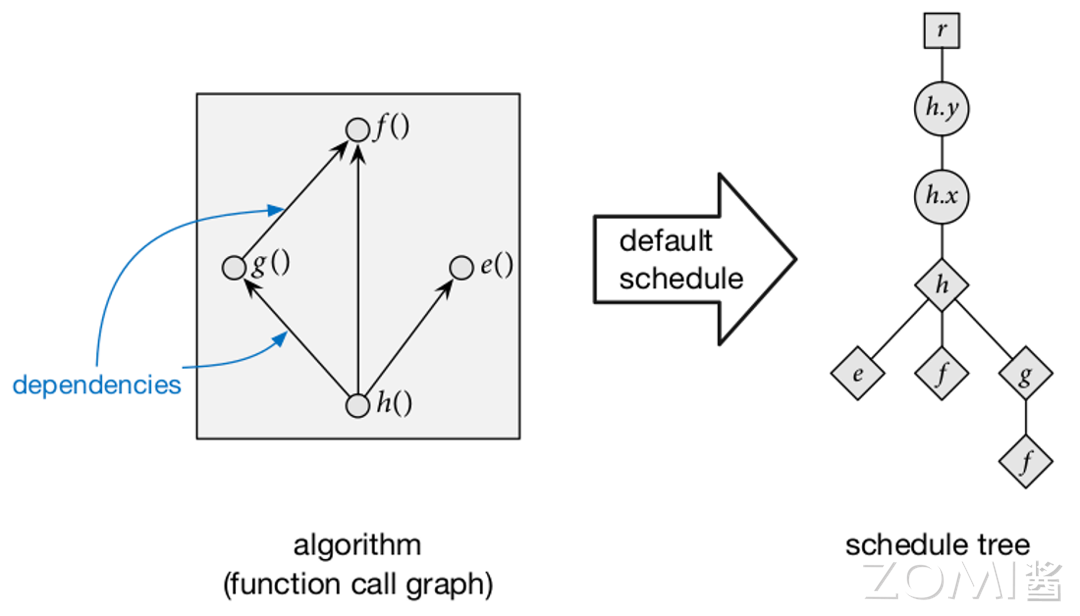 f()
g()
e()
h()
dependencies
algorithm
(function call graph)
default
schedule
r
h.y
h.x
h
e
f
g
f
schedule tree
ZOMI酱